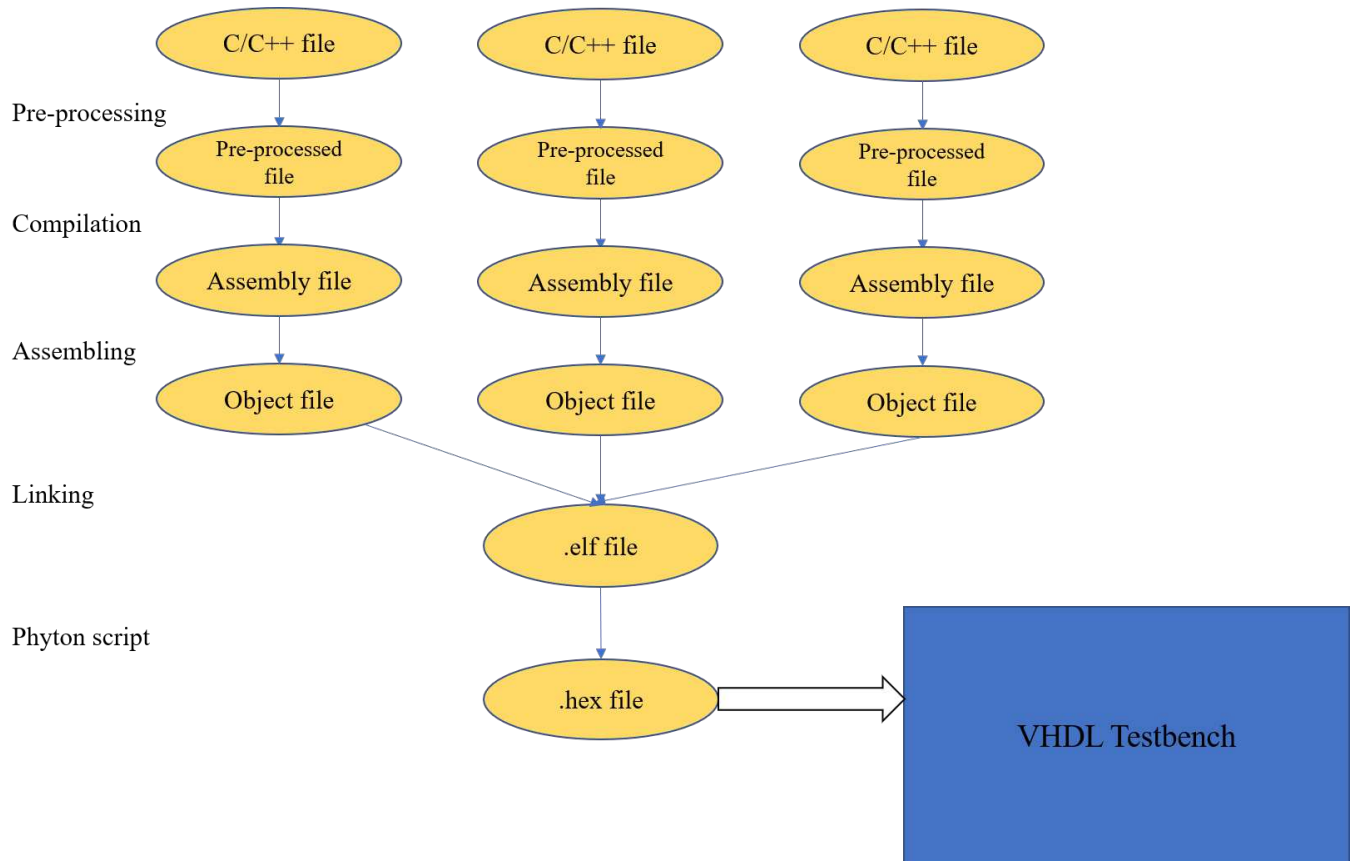 C/C++ file
C/C++ file
C/C++ file
Pre-processing
Pre-processed
file
Pre-processed
file
Pre-processed
file
Compilation
Assembly file
Assembly file
Assembly file
Assembling
Object file
Object file
Object file
Linking
.elf file
Phyton script
.hex file
VHDL Testbench